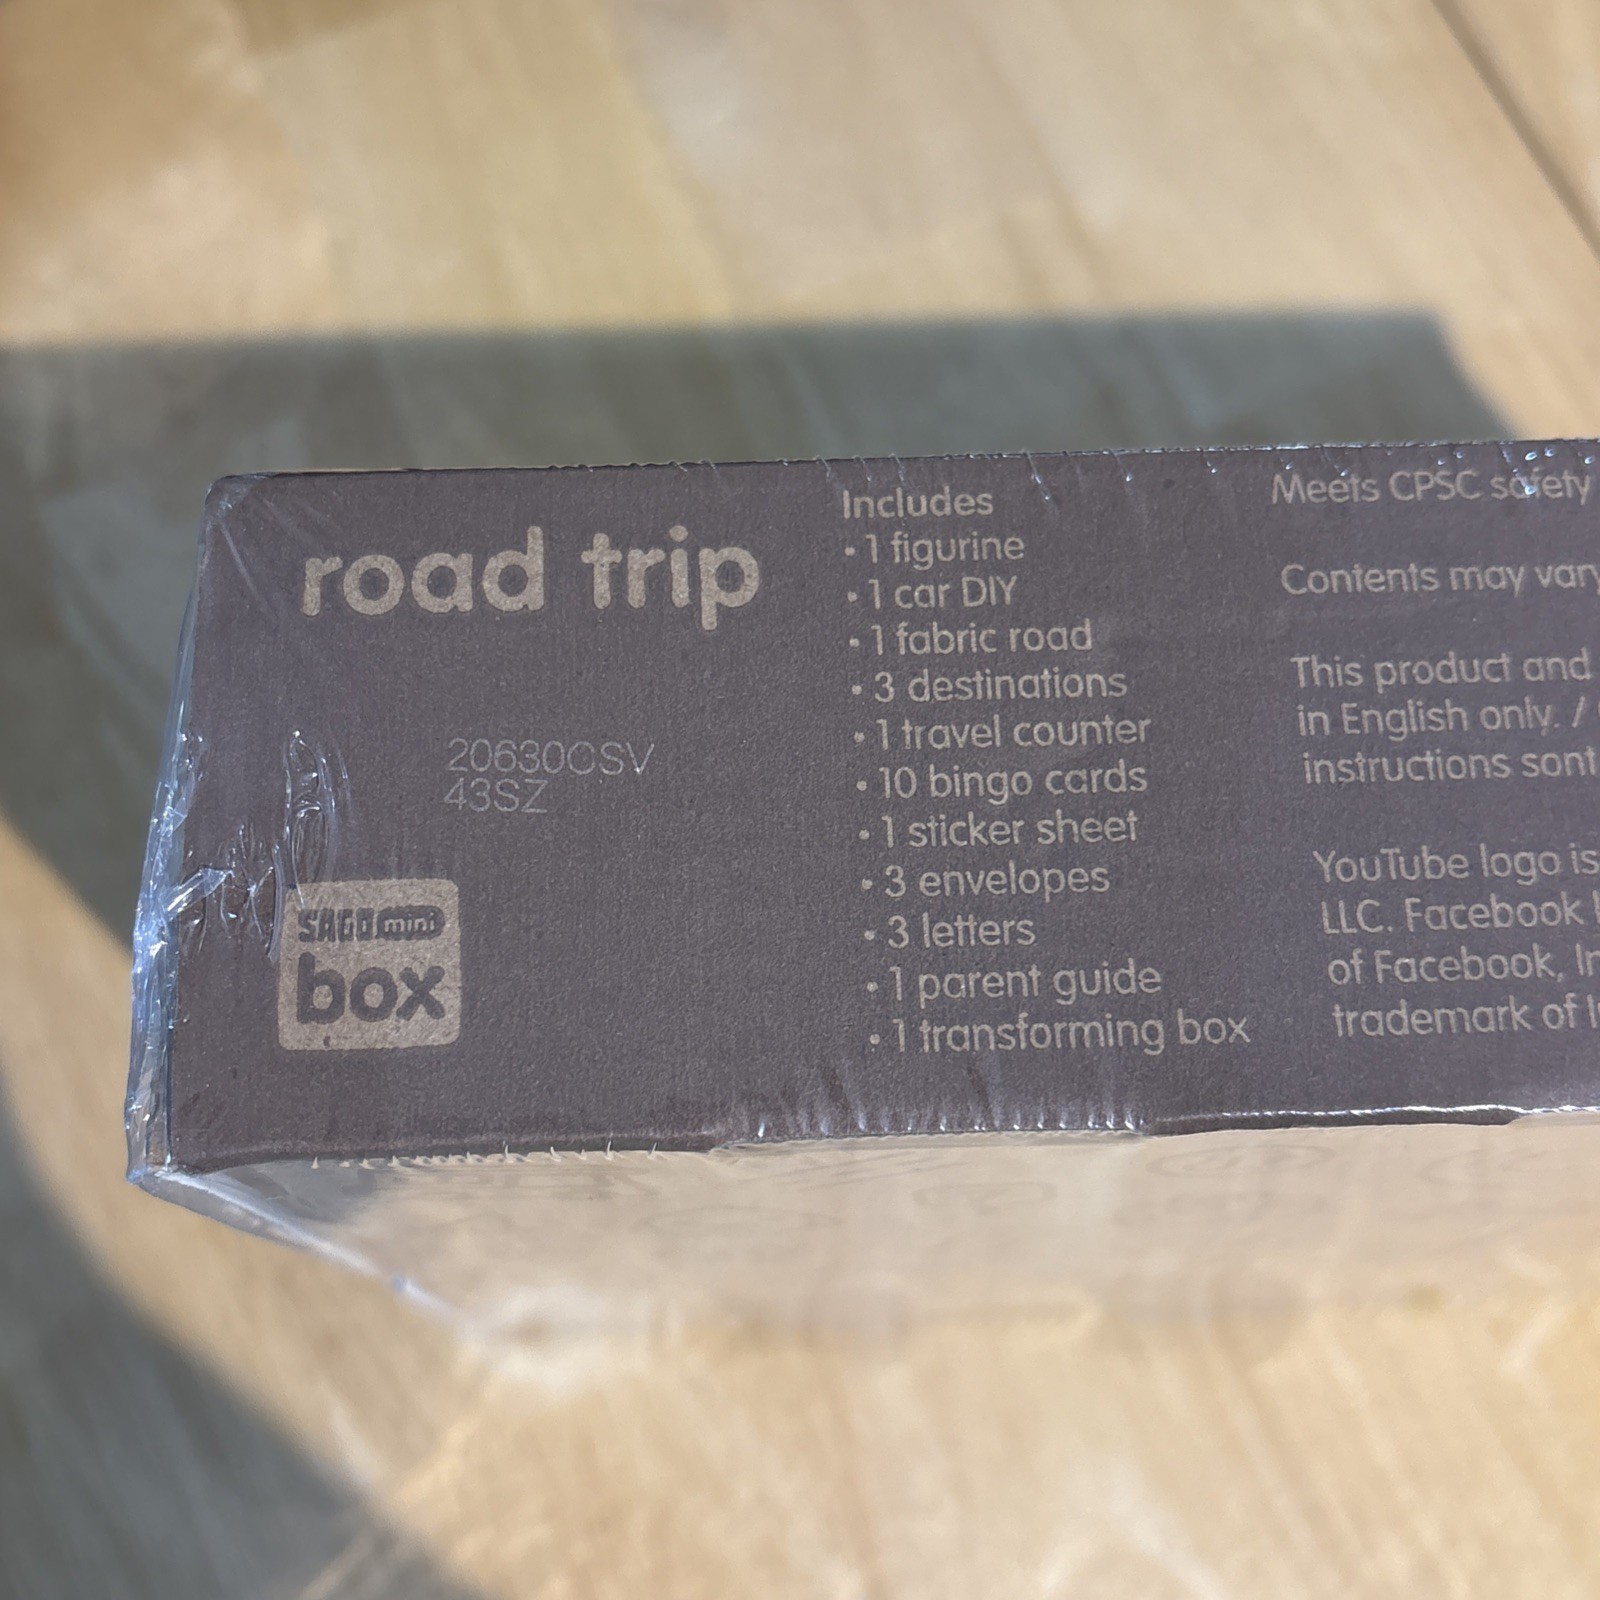 road trip
20630CSV
43SZ
SAGO mini
box
Includes
• 1 figurine
• 1 car DIY
• 1 fabric road
• 3 destinations
• 1 travel counter
• 10 bingo cards
• 1 sticker sheet
• 3 envelopes
• 3 letters
• 1 parent guide
• 1 transforming box
Meets CPSC safety
Contents may vary
This product and
in English only. /
instructions sont
YouTube logo is
LLC. Facebook
of Facebook,
trademark of